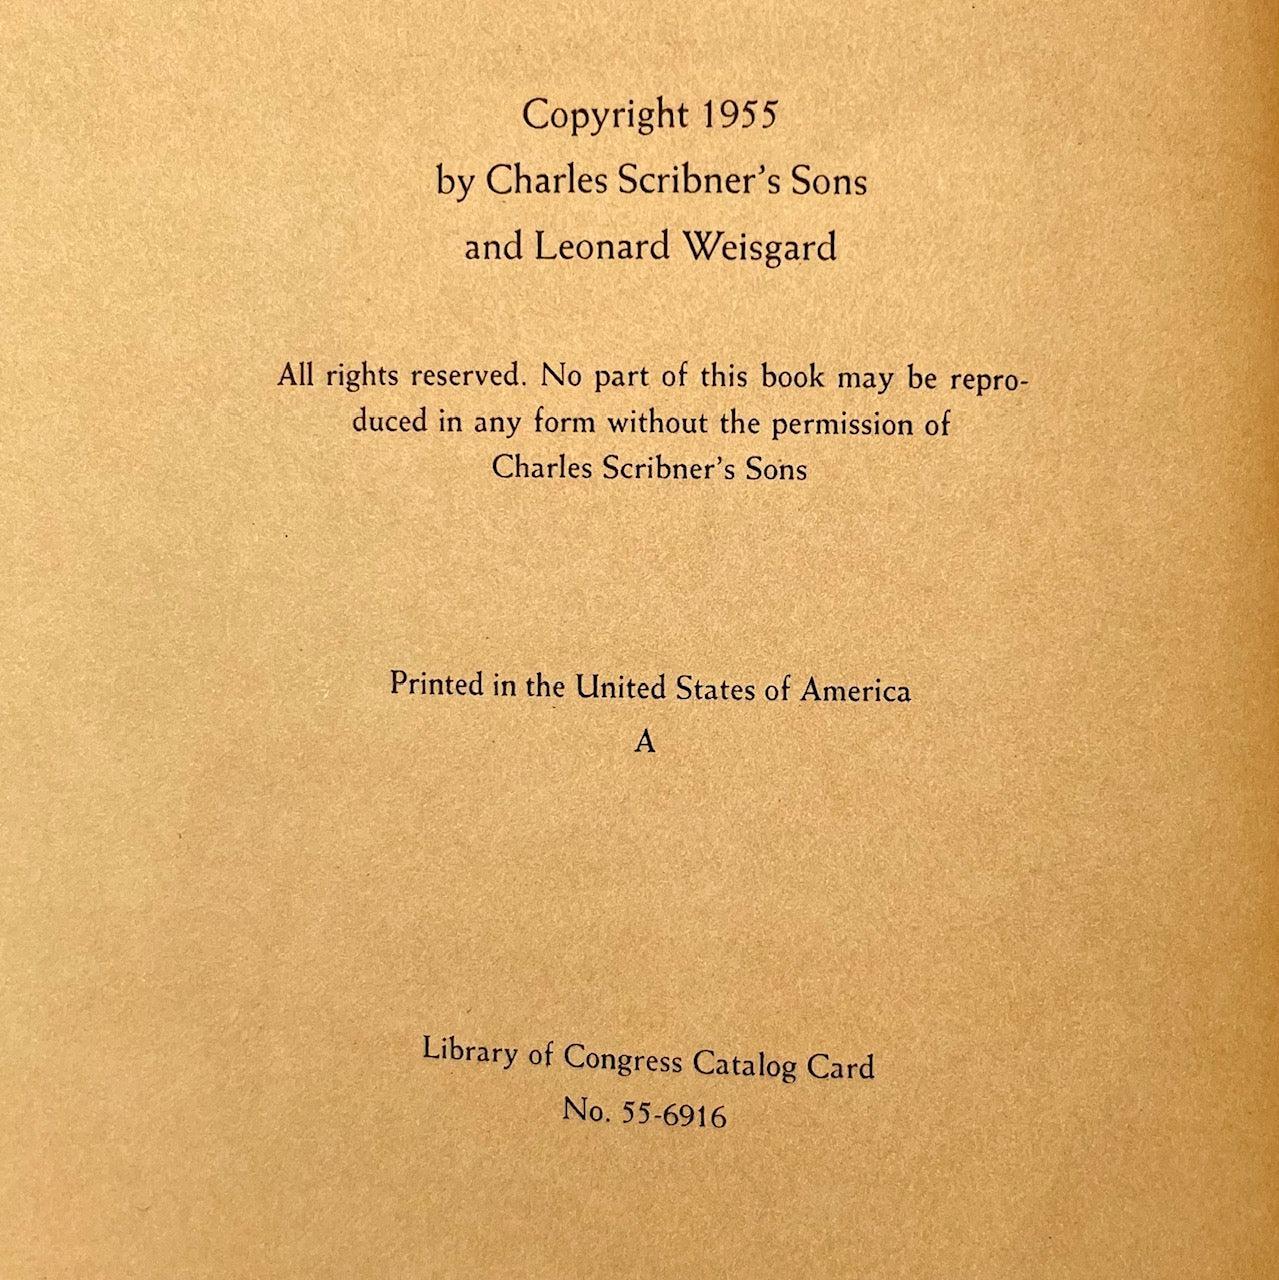 Copyright 1955
by Charles Scribner's Sons
and Leonard Weisgard
All rights reserved. No part of this book may be repro-
duced in any form without the permission of
Charles Scribner's Sons
Printed in the United States of America
A
Library of Congress Catalog Card
No. 55-6916